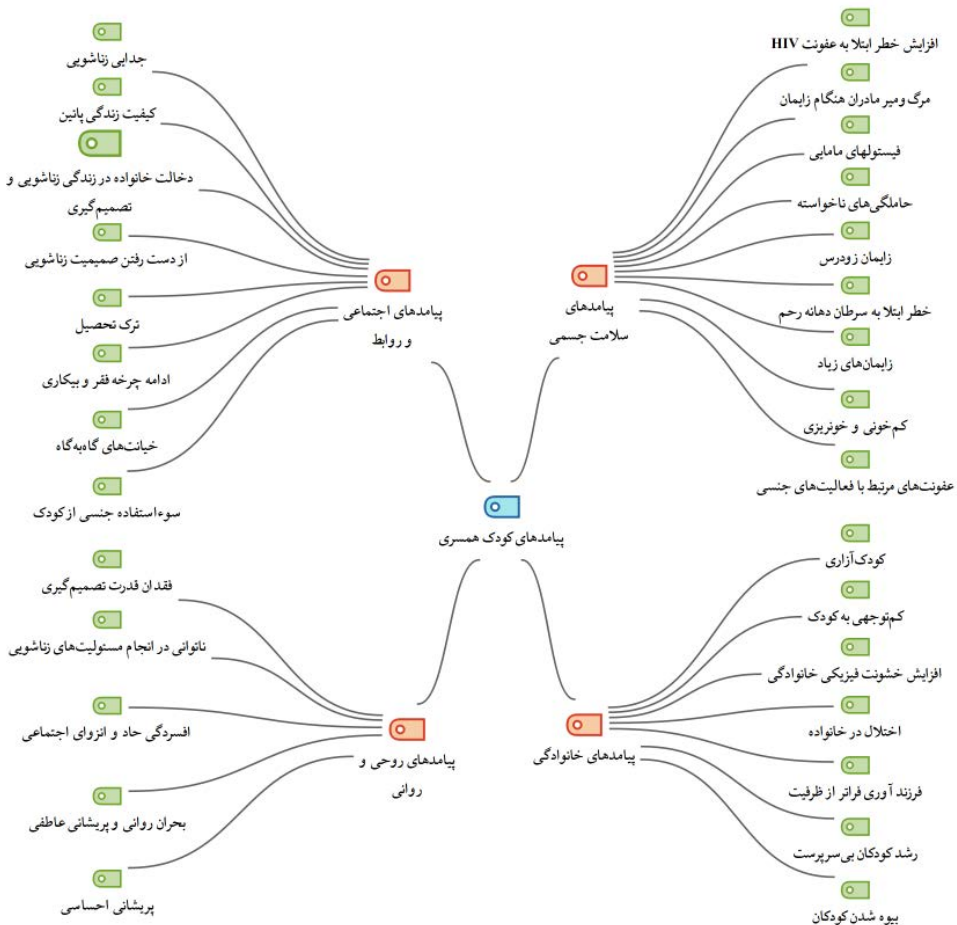 افزایش خطر ابتلا به عفونت HIV
مرگ ومیر مادران هنگام زایمان
فیستولهای مامایی
حاملگی‌های ناخواسته
زایمان زودرس
خطر ابتلا به سرطان دهانه رحم
زایمان‌های زیاد
کم‌خونی و خونریزی
عفونت‌های مرتبط با فعالیت‌های جنسی
پیامدهای
سلامت جسمی
جدایی زناشویی
کیفیت زندگی پائین
دخالت خانواده در زندگی زناشویی و
تصمیم‌گیری
از دست رفتن صمیمیت زناشویی
ترک تحصیل
ادامه چرخه فقر و بیکاری
خیانت‌های گاه‌به‌گاه
سوءاستفاده جنسی از کودک
پیامدهای اجتماعی
و روابط
پیامدهای کودک همسری
کودک‌آزاری
کم‌توجهی به کودک
افزایش خشونت فیزیکی خانوادگی
اختلال در خانواده
فرزند آوری فراتر از ظرفیت
رشد کودکان بی‌سرپرست
بیوه شدن کودکان
پیامدهای خانوادگی
فقدان قدرت تصمیم‌گیری
ناتوانی در انجام مسئولیت‌های زناشویی
افسردگی حاد و انزوای اجتماعی
بحران روانی و پریشانی عاطفی
پریشانی احساسی
پیامدهای روحی و
روانی